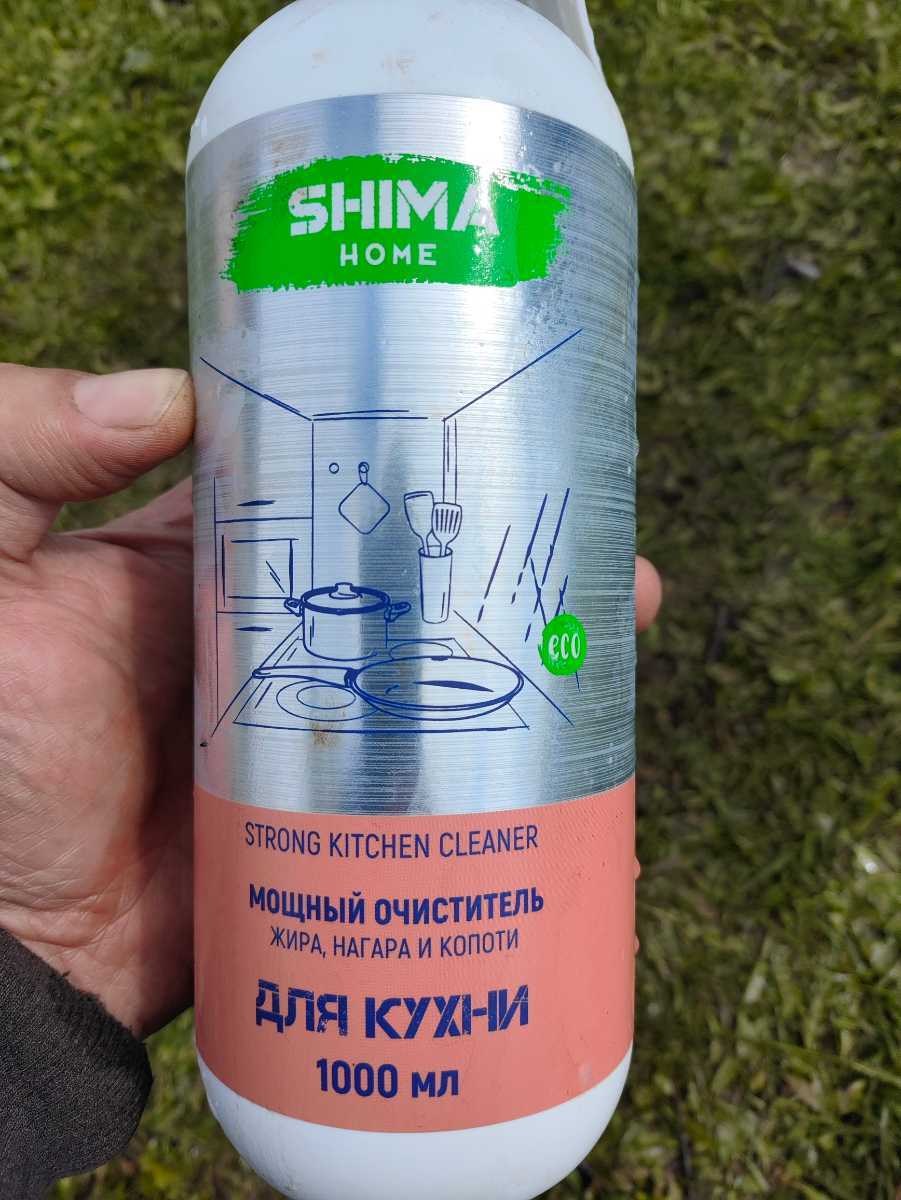 SHIMA
HOME
eco
STRONG KITCHEN CLEANER
МОЩНЫЙ ОЧИСТИТЕЛЬ
ЖИРА, НАГАРА И КОПОТИ
ДЛЯ КУХНИ
1000 мл